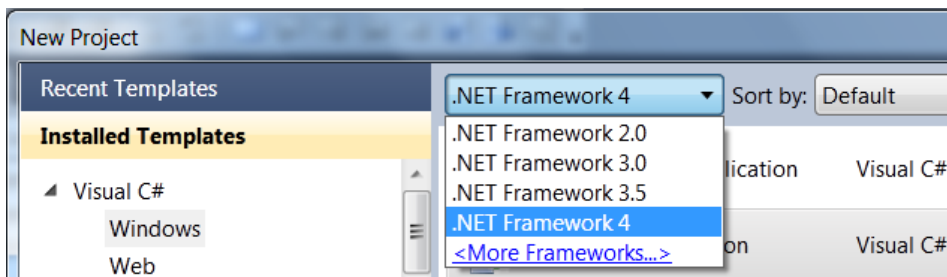 New Project
Recent Templates
Installed Templates
Visual C#
Windows
Web
.NET Framework 4
Sort by: Default
.NET Framework 2.0
.NET Framework 3.0
.NET Framework 3.5
.NET Framework 4
<More Frameworks...>
lication Visual C#
on Visual C#